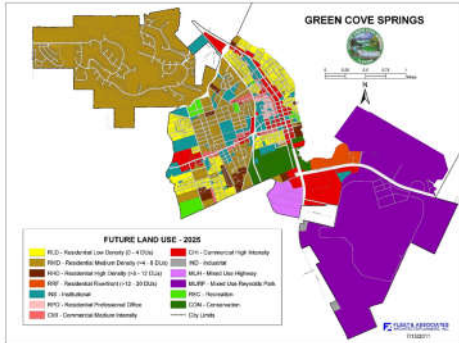 GREEN COVE SPRINGS
N
FUTURE LAND USE - 2025
RLD - Residential Low Density (0 - 4 DUs)
RMD - Residential Medium Density (>4 - 8 DUs)
RHD - Residential High Density (>8 - 12 DUs)
RRF - Residential Riverfront (>12 - 20 DUs)
INS - Institutional
RPO - Residential Professional Office
CMI - Commercial Medium Intensity
CHI - Commercial High Intensity
IND - Industrial
MUH - Mixed Use Highway
MURP - Mixed Use Reynolds Park
REC - Recreation
CON - Conservation
City Limits